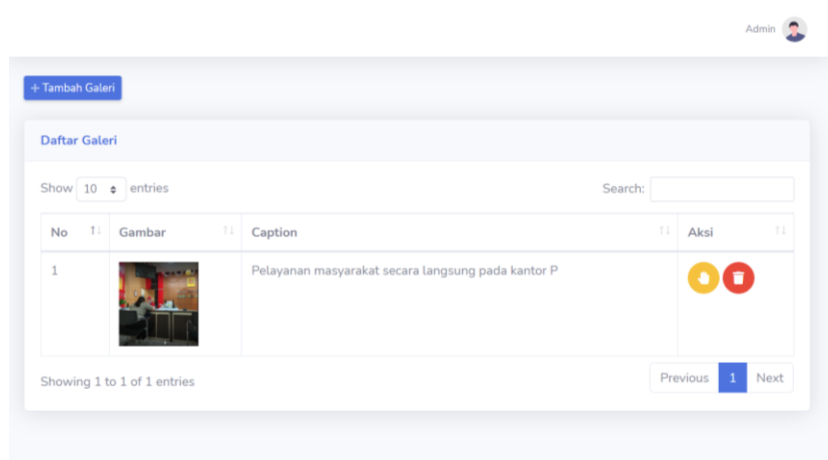 Admin
+ Tambah Galeri
Daftar Galeri
Show 10 entries
Search:
No Gambar Caption Aksi
1 Pelayanan masyarakat secara langsung pada kantor P
Showing 1 to 1 of 1 entries
Previous 1 Next